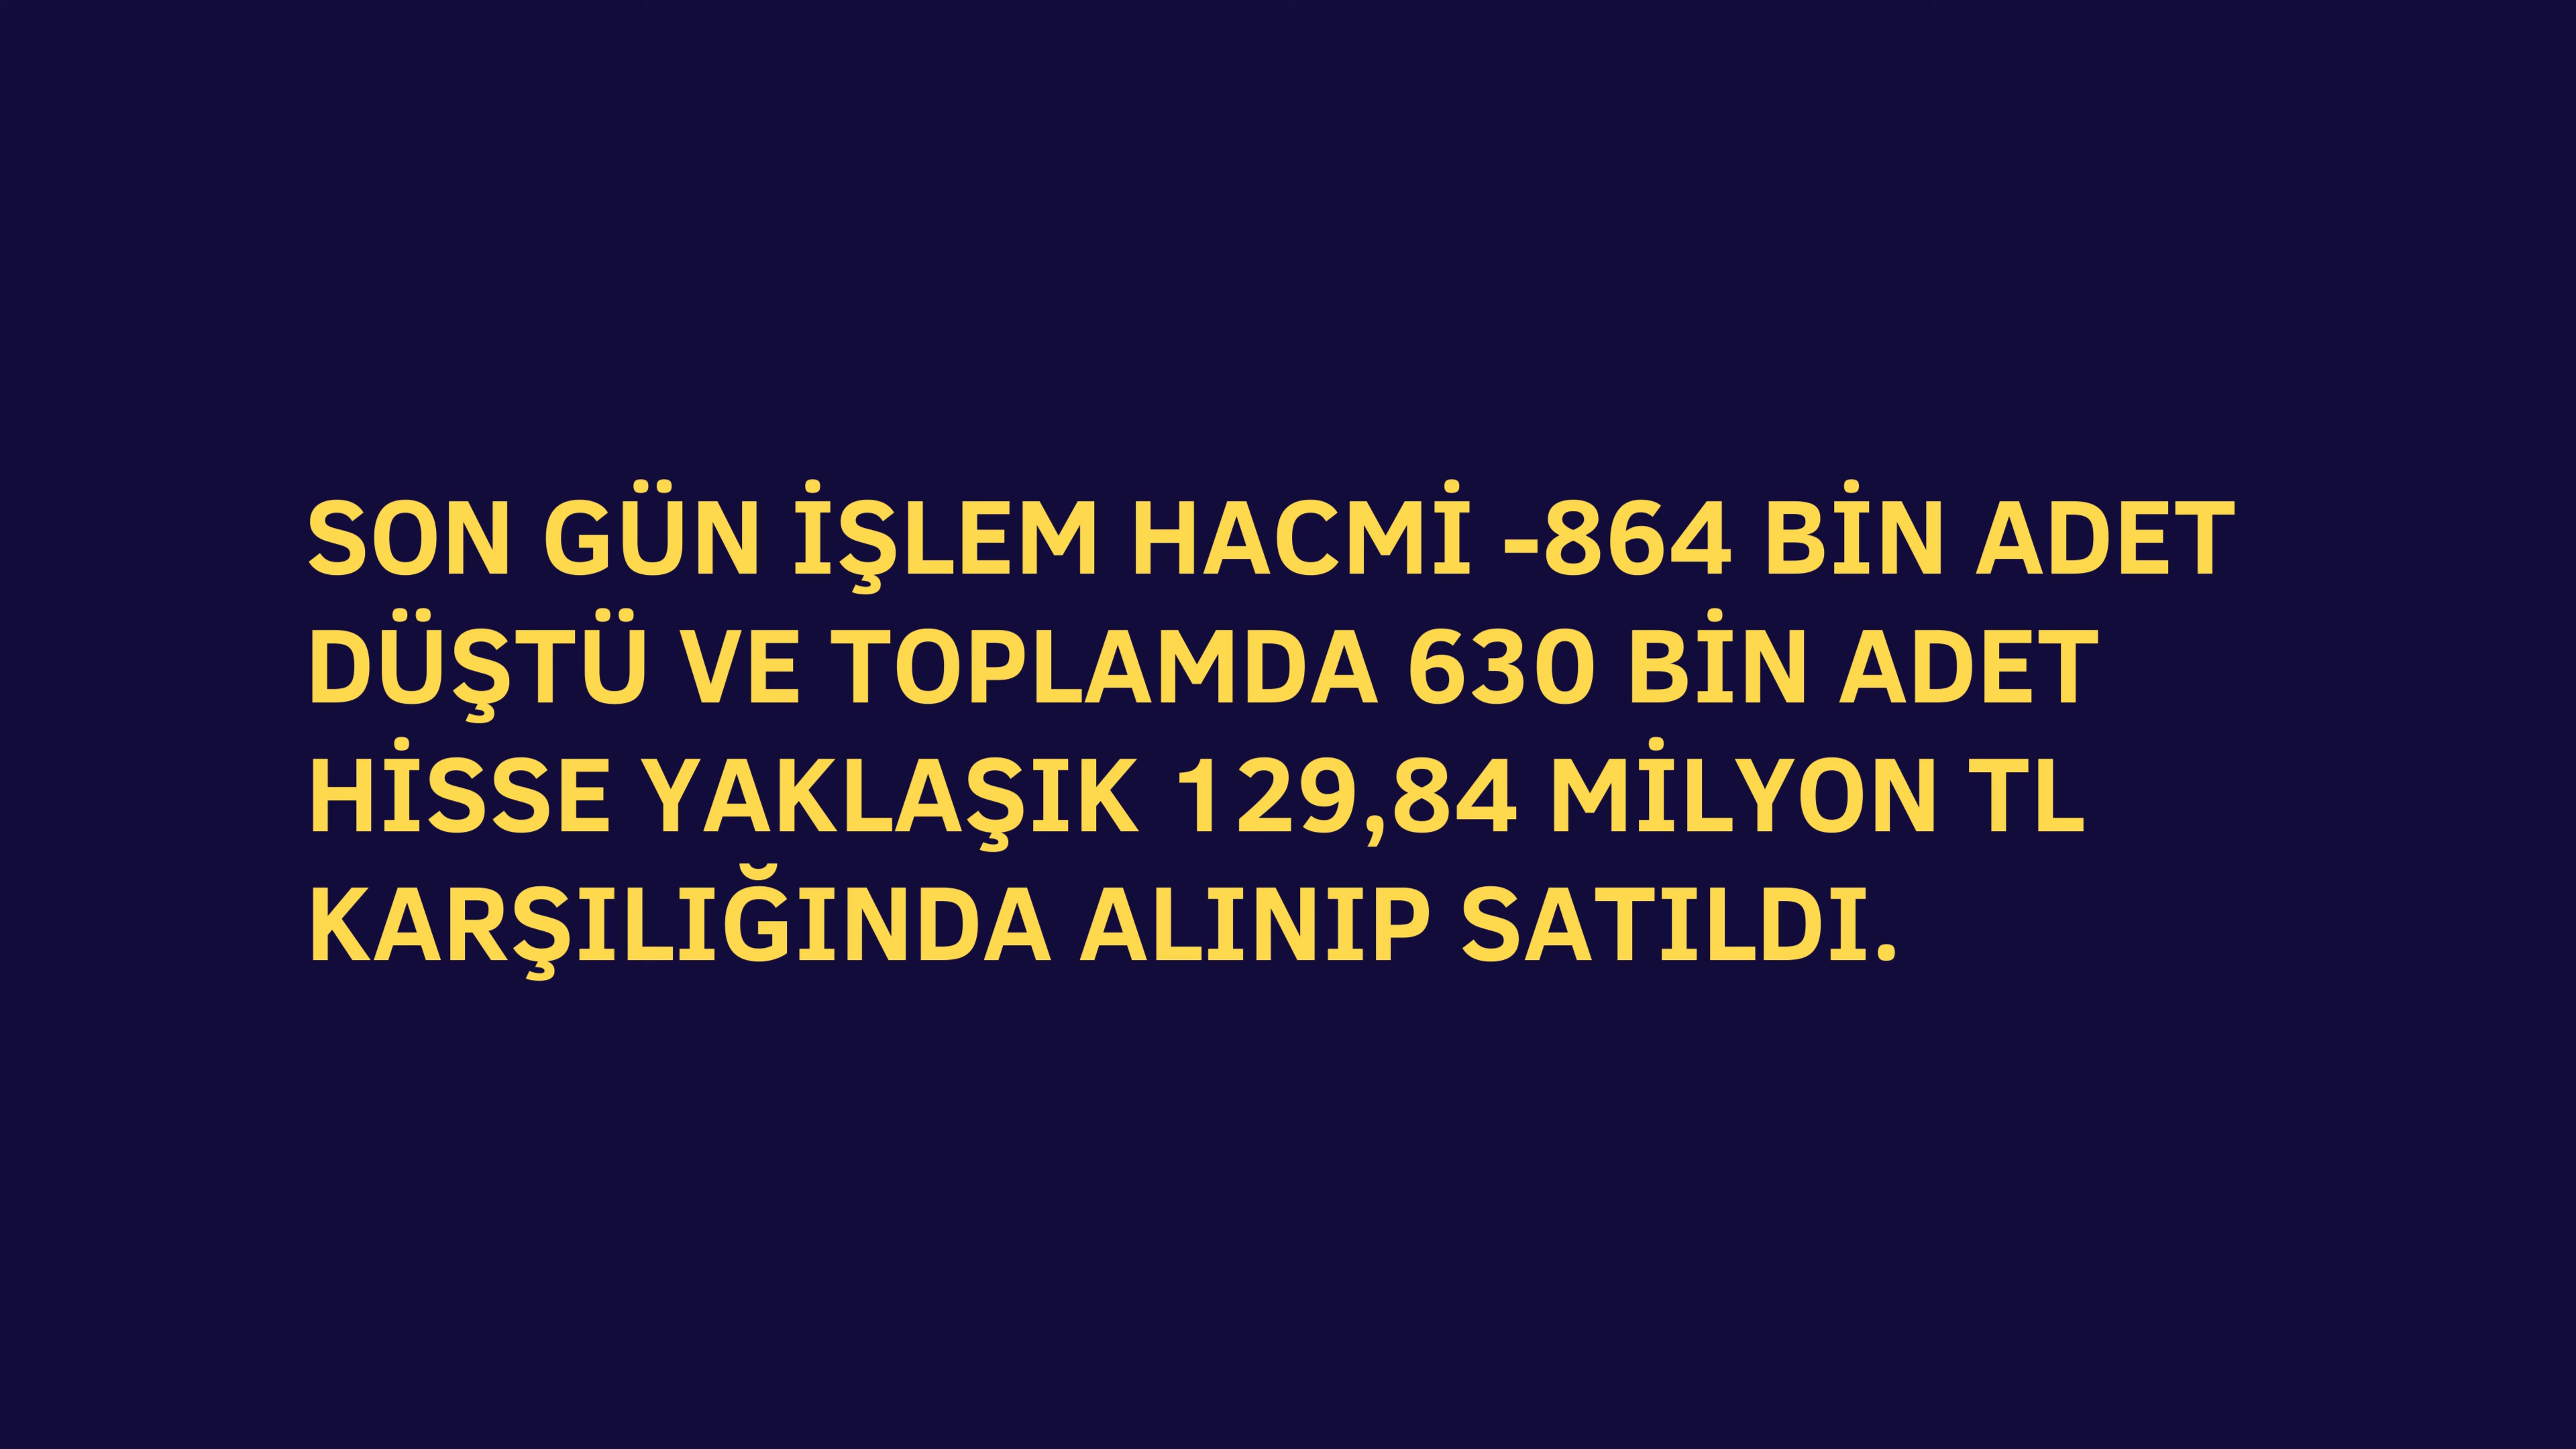 SON GÜN İŞLEM HACMİ -864 BİN ADET
DÜŞTÜ VE TOPLAMDA 630 BİN ADET
HİSSE YAKLAŞIK 129,84 MİLYON TL
KARŞILIĞINDA ALINIP SATILDI.